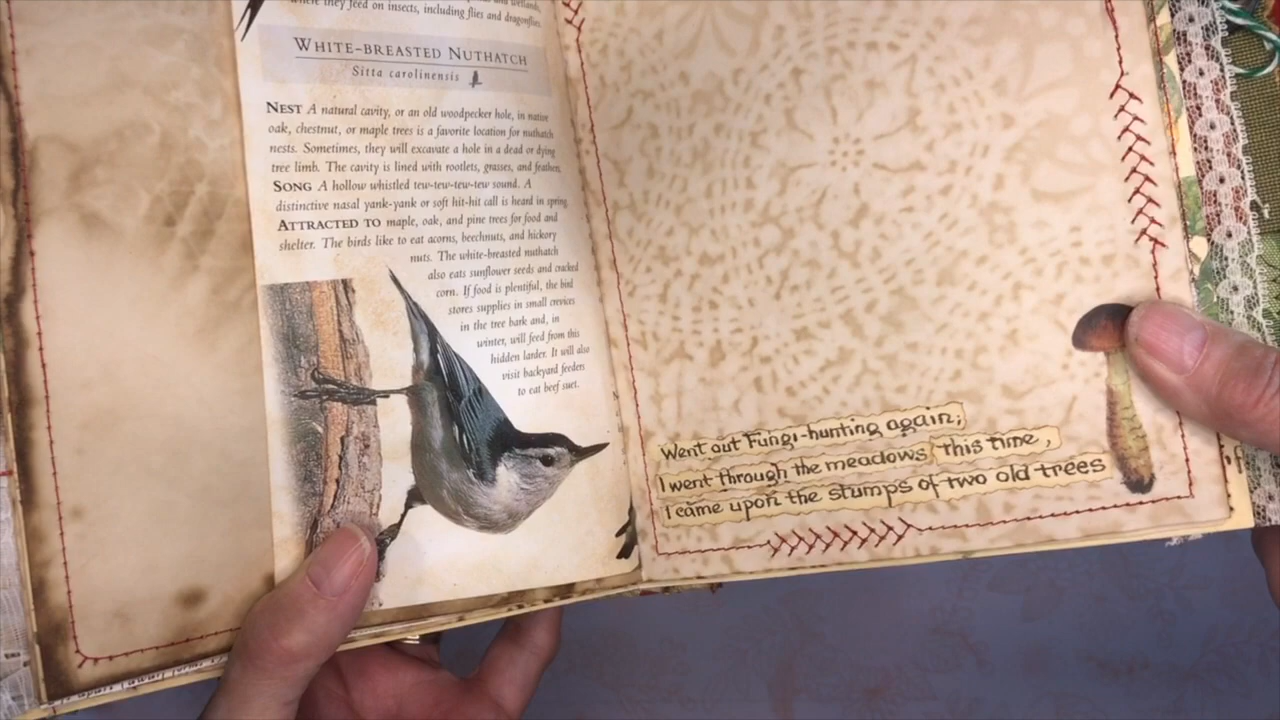 where they feed on insects, including flies and dragonflies.
WHITE-BREASTED NUTHATCH
Sitta carolinensis
NEST A natural cavity, or an old woodpecker hole, in native
oak, chestnut, or maple trees is a favorite location for nuthatch
nests. Sometimes, they will excavate a hole in a dead or dying
tree limb. The cavity is lined with rootlets, grasses, and feathers.
SONG A hollow whistled tew-tew-tew-tew sound. A
distinctive nasal yank-yank or soft hit-hit call is heard in spring.
ATTRACTED TO maple, oak, and pine trees for food and
shelter. The birds like to eat acorns, beechnuts, and hickory
nuts. The white-breasted nuthatch
also eats sunflower seeds and cracked
corn. If food is plentiful, the bird
stores supplies in small crevices
in the tree bark and, in
winter, will feed from this
hidden larder. It will also
visit backyard feeders
to eat beef suet.
Went out Fungi-hunting again;
I went through the meadows this time,
I came upon the stumps of two old trees